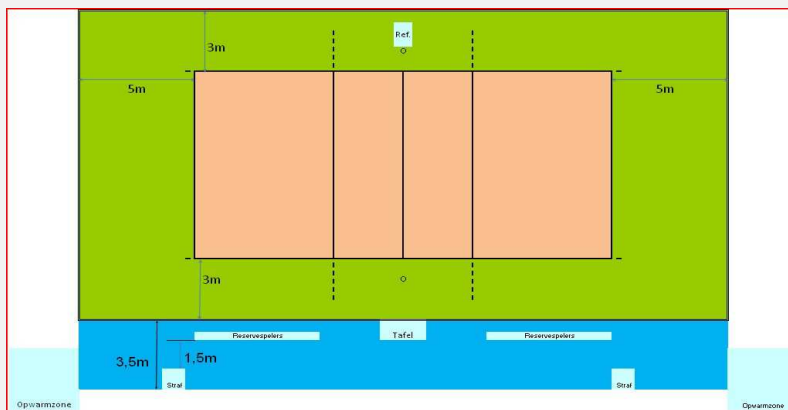 Ref.
3m
5m
5m
3m
Reservespelers
Tafel
Reservespelers
3,5m
1,5m
Straf
Straf
Opwarmzone
Opwarmzone